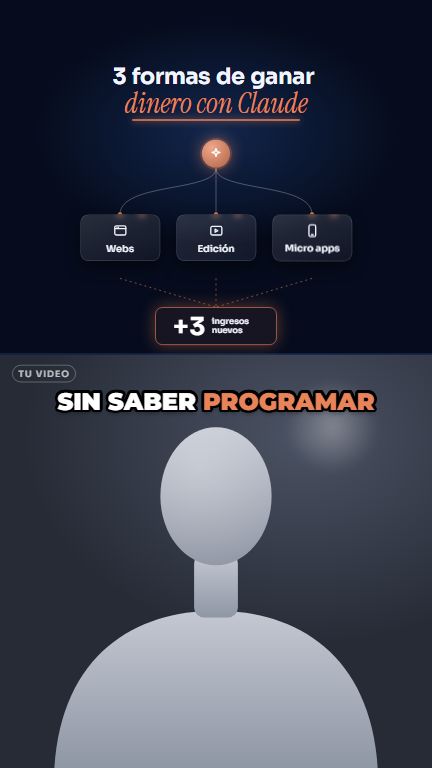 3 formas de ganar
dinero con Claude
Webs
Edición
Micro apps
+3
ingresos
nuevos
TU VIDEO
SIN SABER PROGRAMAR